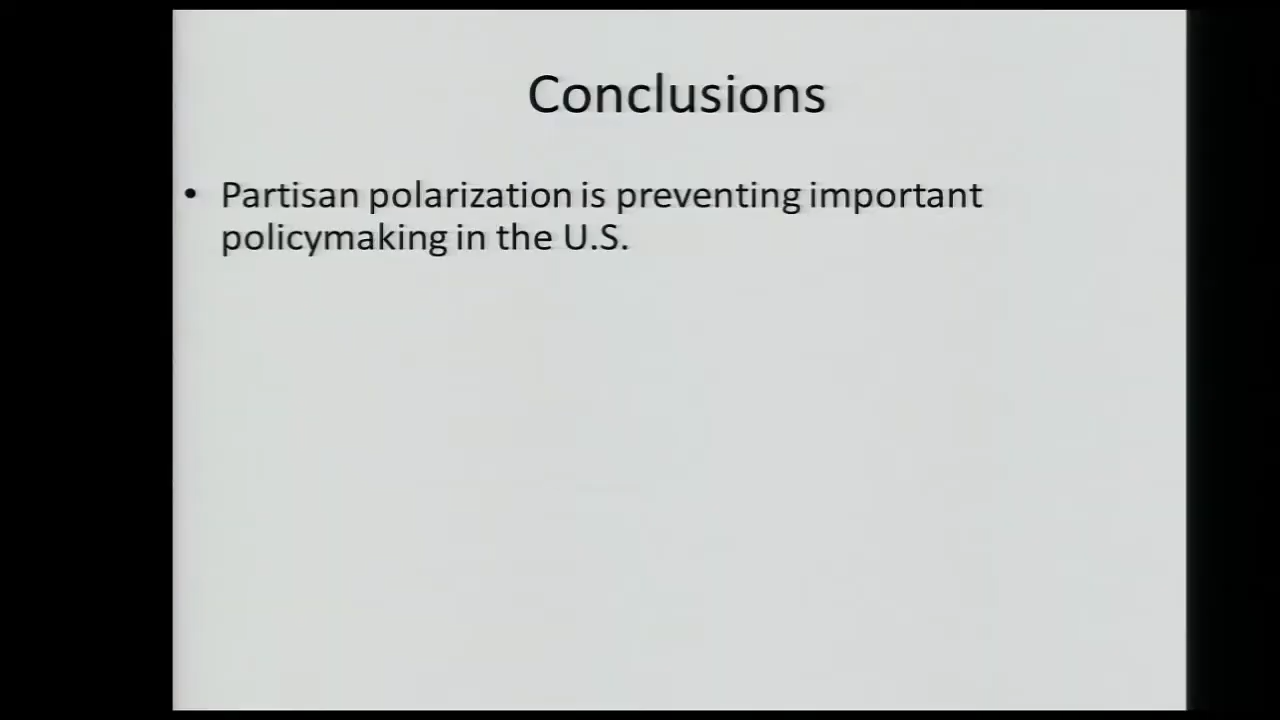 Conclusions
• Partisan polarization is preventing important
policymaking in the U.S.